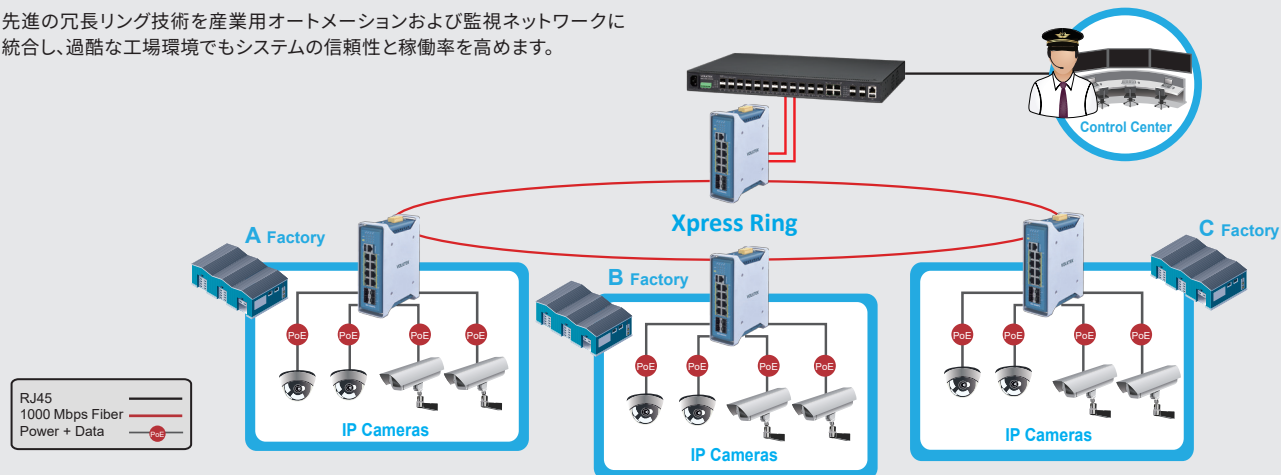 先進の冗長リング技術を産業用オートメーションおよび監視ネットワークに
統合し、過酷な工場環境でもシステムの信頼性と稼働率を高めます。
Control Center
Xpress Ring
A Factory
B Factory
C Factory
PoE PoE PoE PoE
PoE PoE PoE PoE
PoE PoE PoE PoE
IP Cameras
IP Cameras
IP Cameras
RJ45
1000 Mbps Fiber
Power + Data PoE